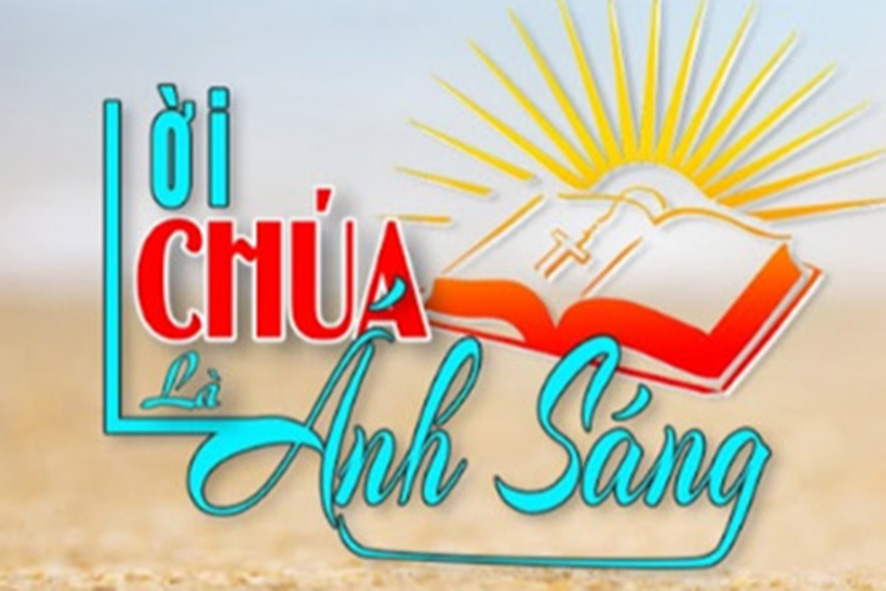 Lời
CHÚA
Là
Ánh Sáng